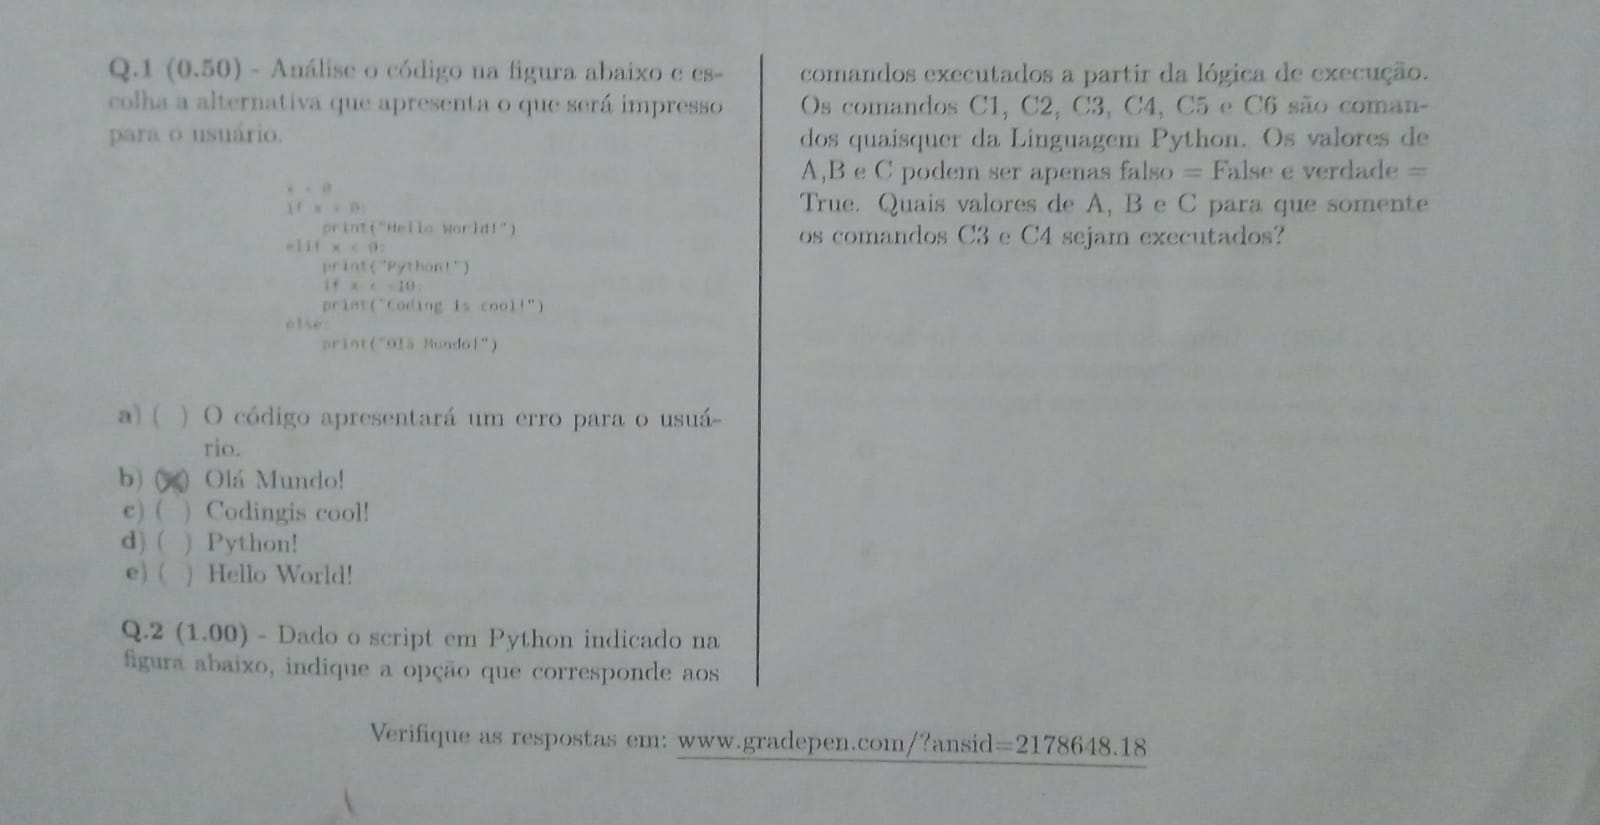 Q.1 (0.50) - Análise o código na figura abaixo e es-
colha a alternativa que apresenta o que será impresso
para o usuário.
x = 0
if x > 0:
print("Hello World!")
elif x < 0:
print("Python!")
if x < -10:
print("Coding is cool!")
else:
print("Olá Mundo!")
a) ( ) O código apresentará um erro para o usuá-
rio.
b) (X) Olá Mundo!
c) ( ) Codingis cool!
d) ( ) Python!
e) ( ) Hello World!
Q.2 (1.00) - Dado o script em Python indicado na
figura abaixo, indique a opção que corresponde aos
comandos executados a partir da lógica de execução.
Os comandos C1, C2, C3, C4, C5 e C6 são coman-
dos quaisquer da Linguagem Python. Os valores de
A,B e C podem ser apenas falso = False e verdade =
True. Quais valores de A, B e C para que somente
os comandos C3 e C4 sejam executados?
Verifique as respostas em: www.gradepen.com/?ansid=2178648.18